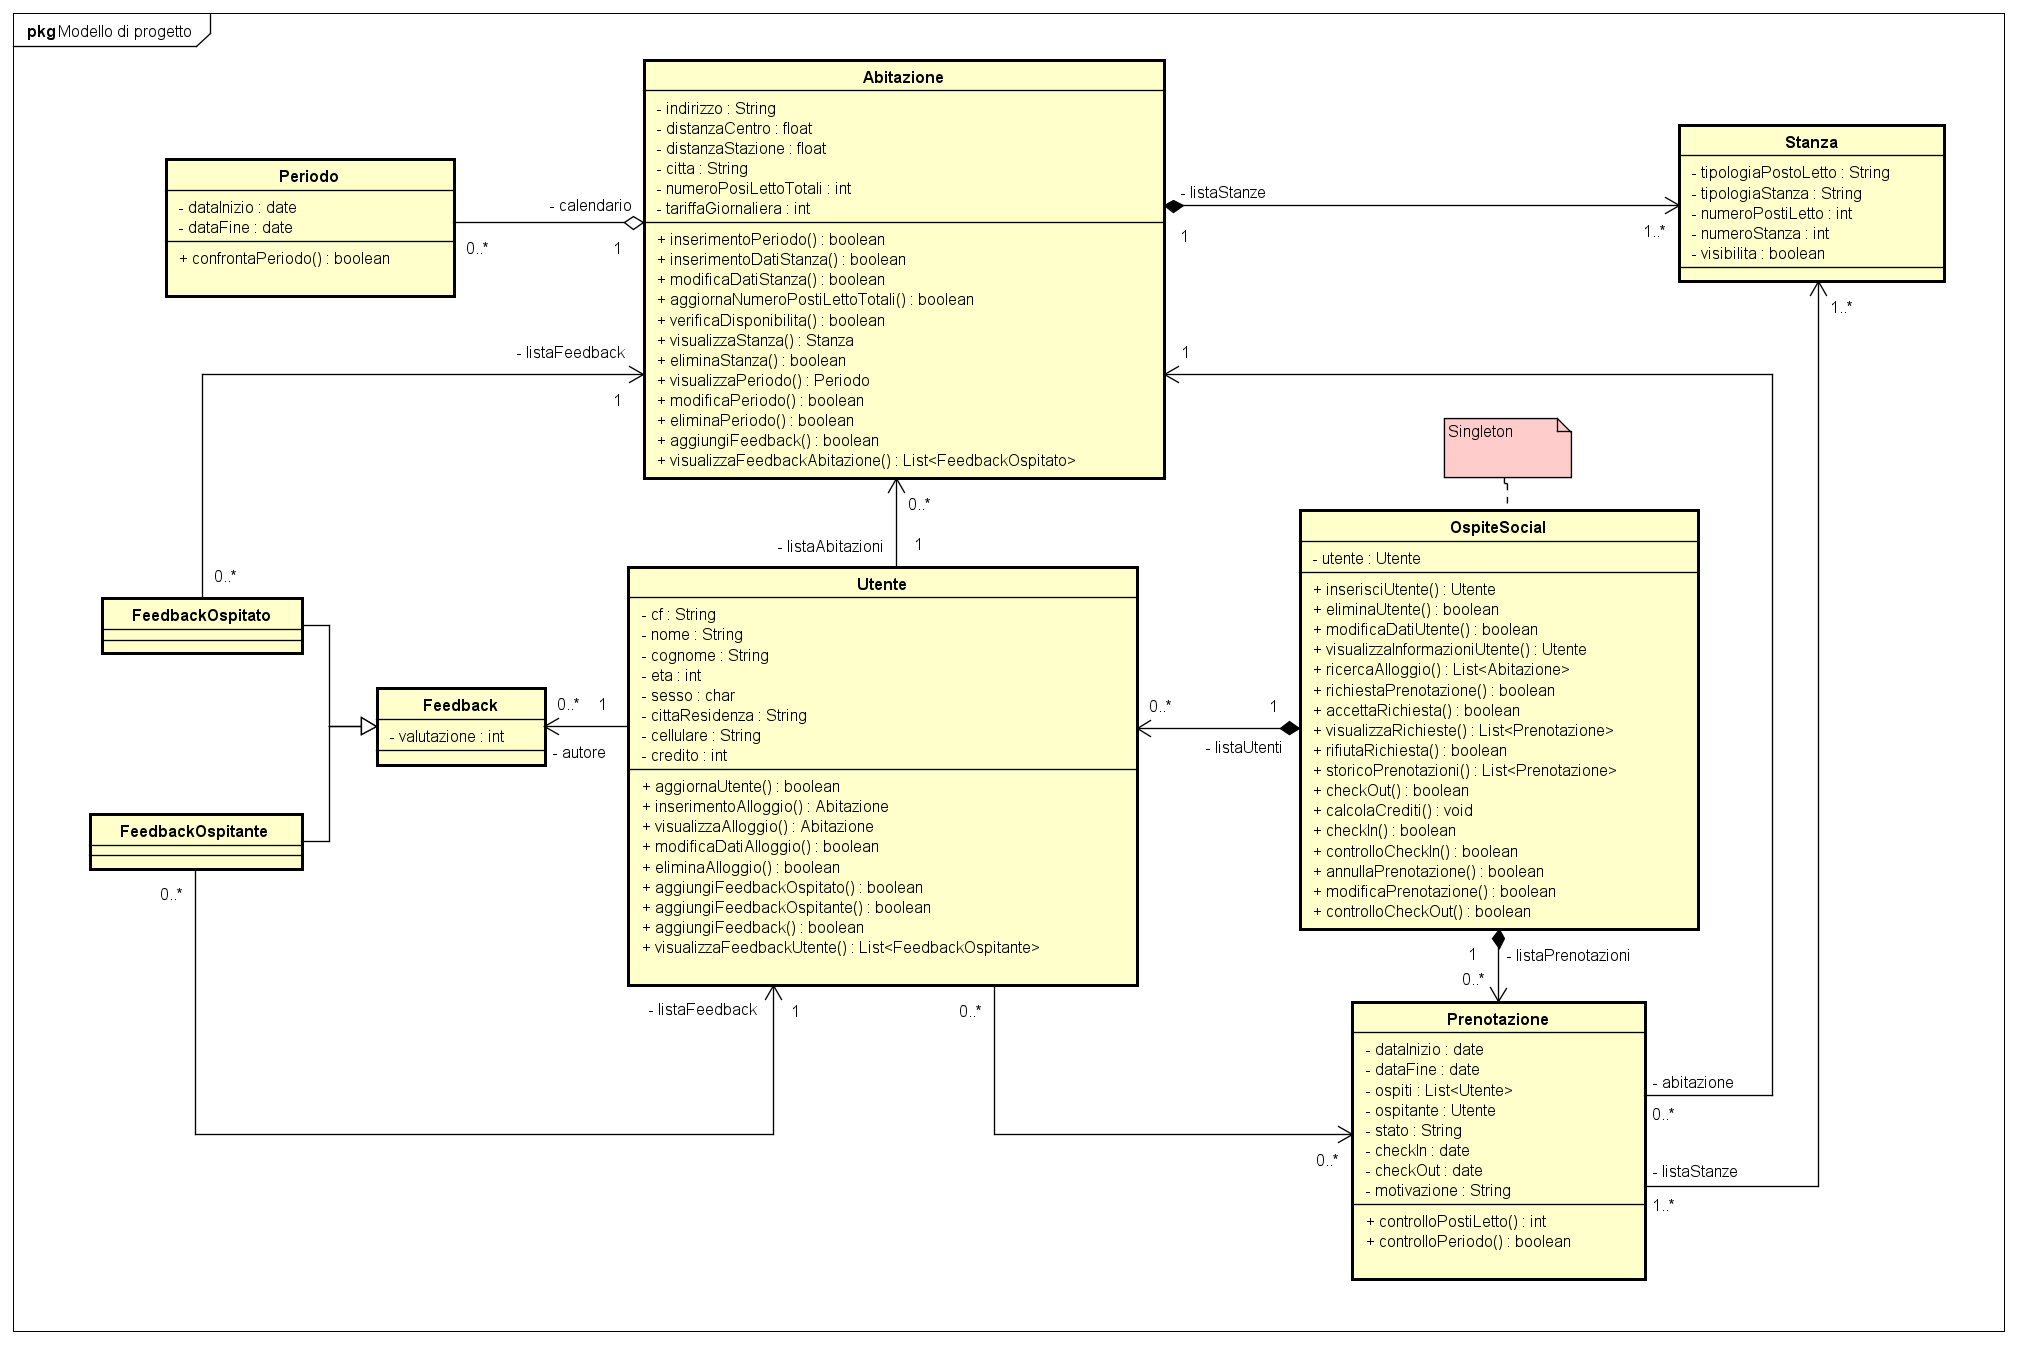 pkg Modello di progetto
Abitazione
- indirizzo : String
- distanzaCentro : float
- distanzaStazione : float
- citta : String
- numeroPosiLettoTotali : int
- tariffaGiornaliera : int
+ inserimentoPeriodo() : boolean
+ inserimentoDatiStanza() : boolean
+ modificaDatiStanza() : boolean
+ aggiornaNumeroPostiLettoTotali() : boolean
+ verificaDisponibilita() : boolean
+ visualizzaStanza() : Stanza
+ eliminaStanza() : boolean
+ visualizzaPeriodo() : Periodo
+ modificaPeriodo() : boolean
+ eliminaPeriodo() : boolean
+ aggiungiFeedback() : boolean
+ visualizzaFeedbackAbitazione() : List<FeedbackOspitato>
Periodo
- dataInizio : date
- dataFine : date
+ confrontaPeriodo() : boolean
- calendario
0..*
1
- listaStanze
1
1..*
Stanza
- tipologiaPostoLetto : String
- tipologiaStanza : String
- numeroPostiLetto : int
- numeroStanza : int
- visibilita : boolean
1..*
- listaFeedback
1
1
0..*
- listaAbitazioni
1
0..*
Singleton
OspiteSocial
- utente : Utente
+ inserisciUtente() : Utente
+ eliminaUtente() : boolean
+ modificaDatiUtente() : boolean
+ visualizzaInformazioniUtente() : Utente
+ ricercaAlloggio() : List<Abitazione>
+ richiestaPrenotazione() : boolean
+ accettaRichiesta() : boolean
+ visualizzaRichieste() : List<Prenotazione>
+ rifiutaRichiesta() : boolean
+ storicoPrenotazioni() : List<Prenotazione>
+ checkOut() : boolean
+ calcolaCrediti() : void
+ checkIn() : boolean
+ controlloCheckIn() : boolean
+ annullaPrenotazione() : boolean
+ modificaPrenotazione() : boolean
+ controlloCheckOut() : boolean
FeedbackOspitato
Feedback
- valutazione : int
FeedbackOspitante
0..*
0..*
1
- autore
Utente
- cf : String
- nome : String
- cognome : String
- eta : int
- sesso : char
- cittaResidenza : String
- cellulare : String
- credito : int
+ aggiornaUtente() : boolean
+ inserimentoAlloggio() : Abitazione
+ visualizzaAlloggio() : Abitazione
+ modificaDatiAlloggio() : boolean
+ eliminaAlloggio() : boolean
+ aggiungiFeedbackOspitato() : boolean
+ aggiungiFeedbackOspitante() : boolean
+ aggiungiFeedback() : boolean
+ visualizzaFeedbackUtente() : List<FeedbackOspitante>
0..*
1
- listaUtenti
- listaFeedback
1
0..*
0..*
1
- listaPrenotazioni
0..*
Prenotazione
- dataInizio : date
- dataFine : date
- ospiti : List<Utente>
- ospitante : Utente
- stato : String
- checkIn : date
- checkOut : date
- motivazione : String
+ controlloPostiLetto() : int
+ controlloPeriodo() : boolean
- abitazione
0..*
- listaStanze
1..*